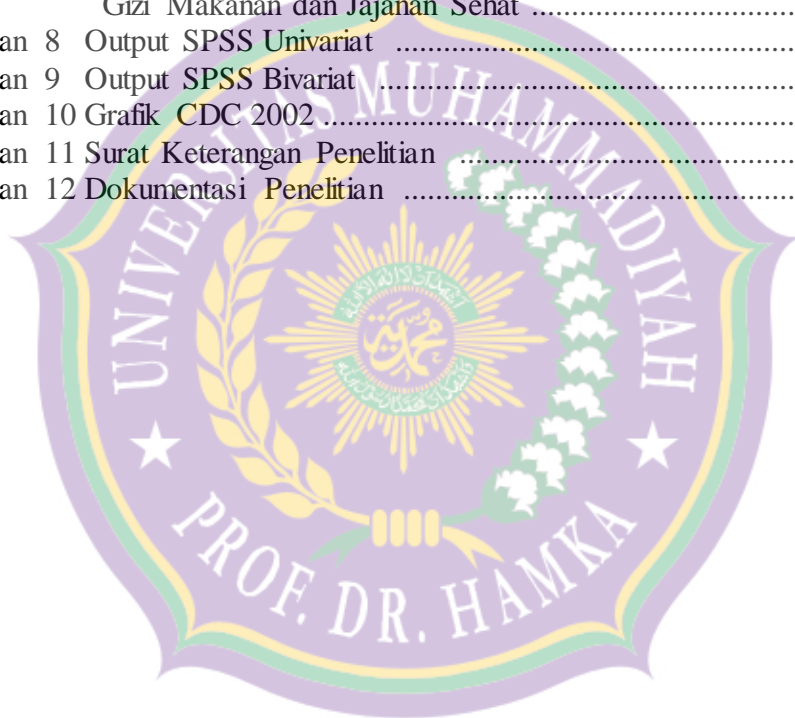 Gizi Makanan dan Jajanan Sehat ......................................
an 8 Output SPSS Univariat .........................................................
an 9 Output SPSS Bivariat ...........................................................
an 10 Grafik CDC 2002 ..................................................................
an 11 Surat Keterangan Penelitian ................................................
an 12 Dokumentasi Penelitian .......................................................
UNIVERSITAS MUHAMMADIYAH
PROF. DR. HAMKA